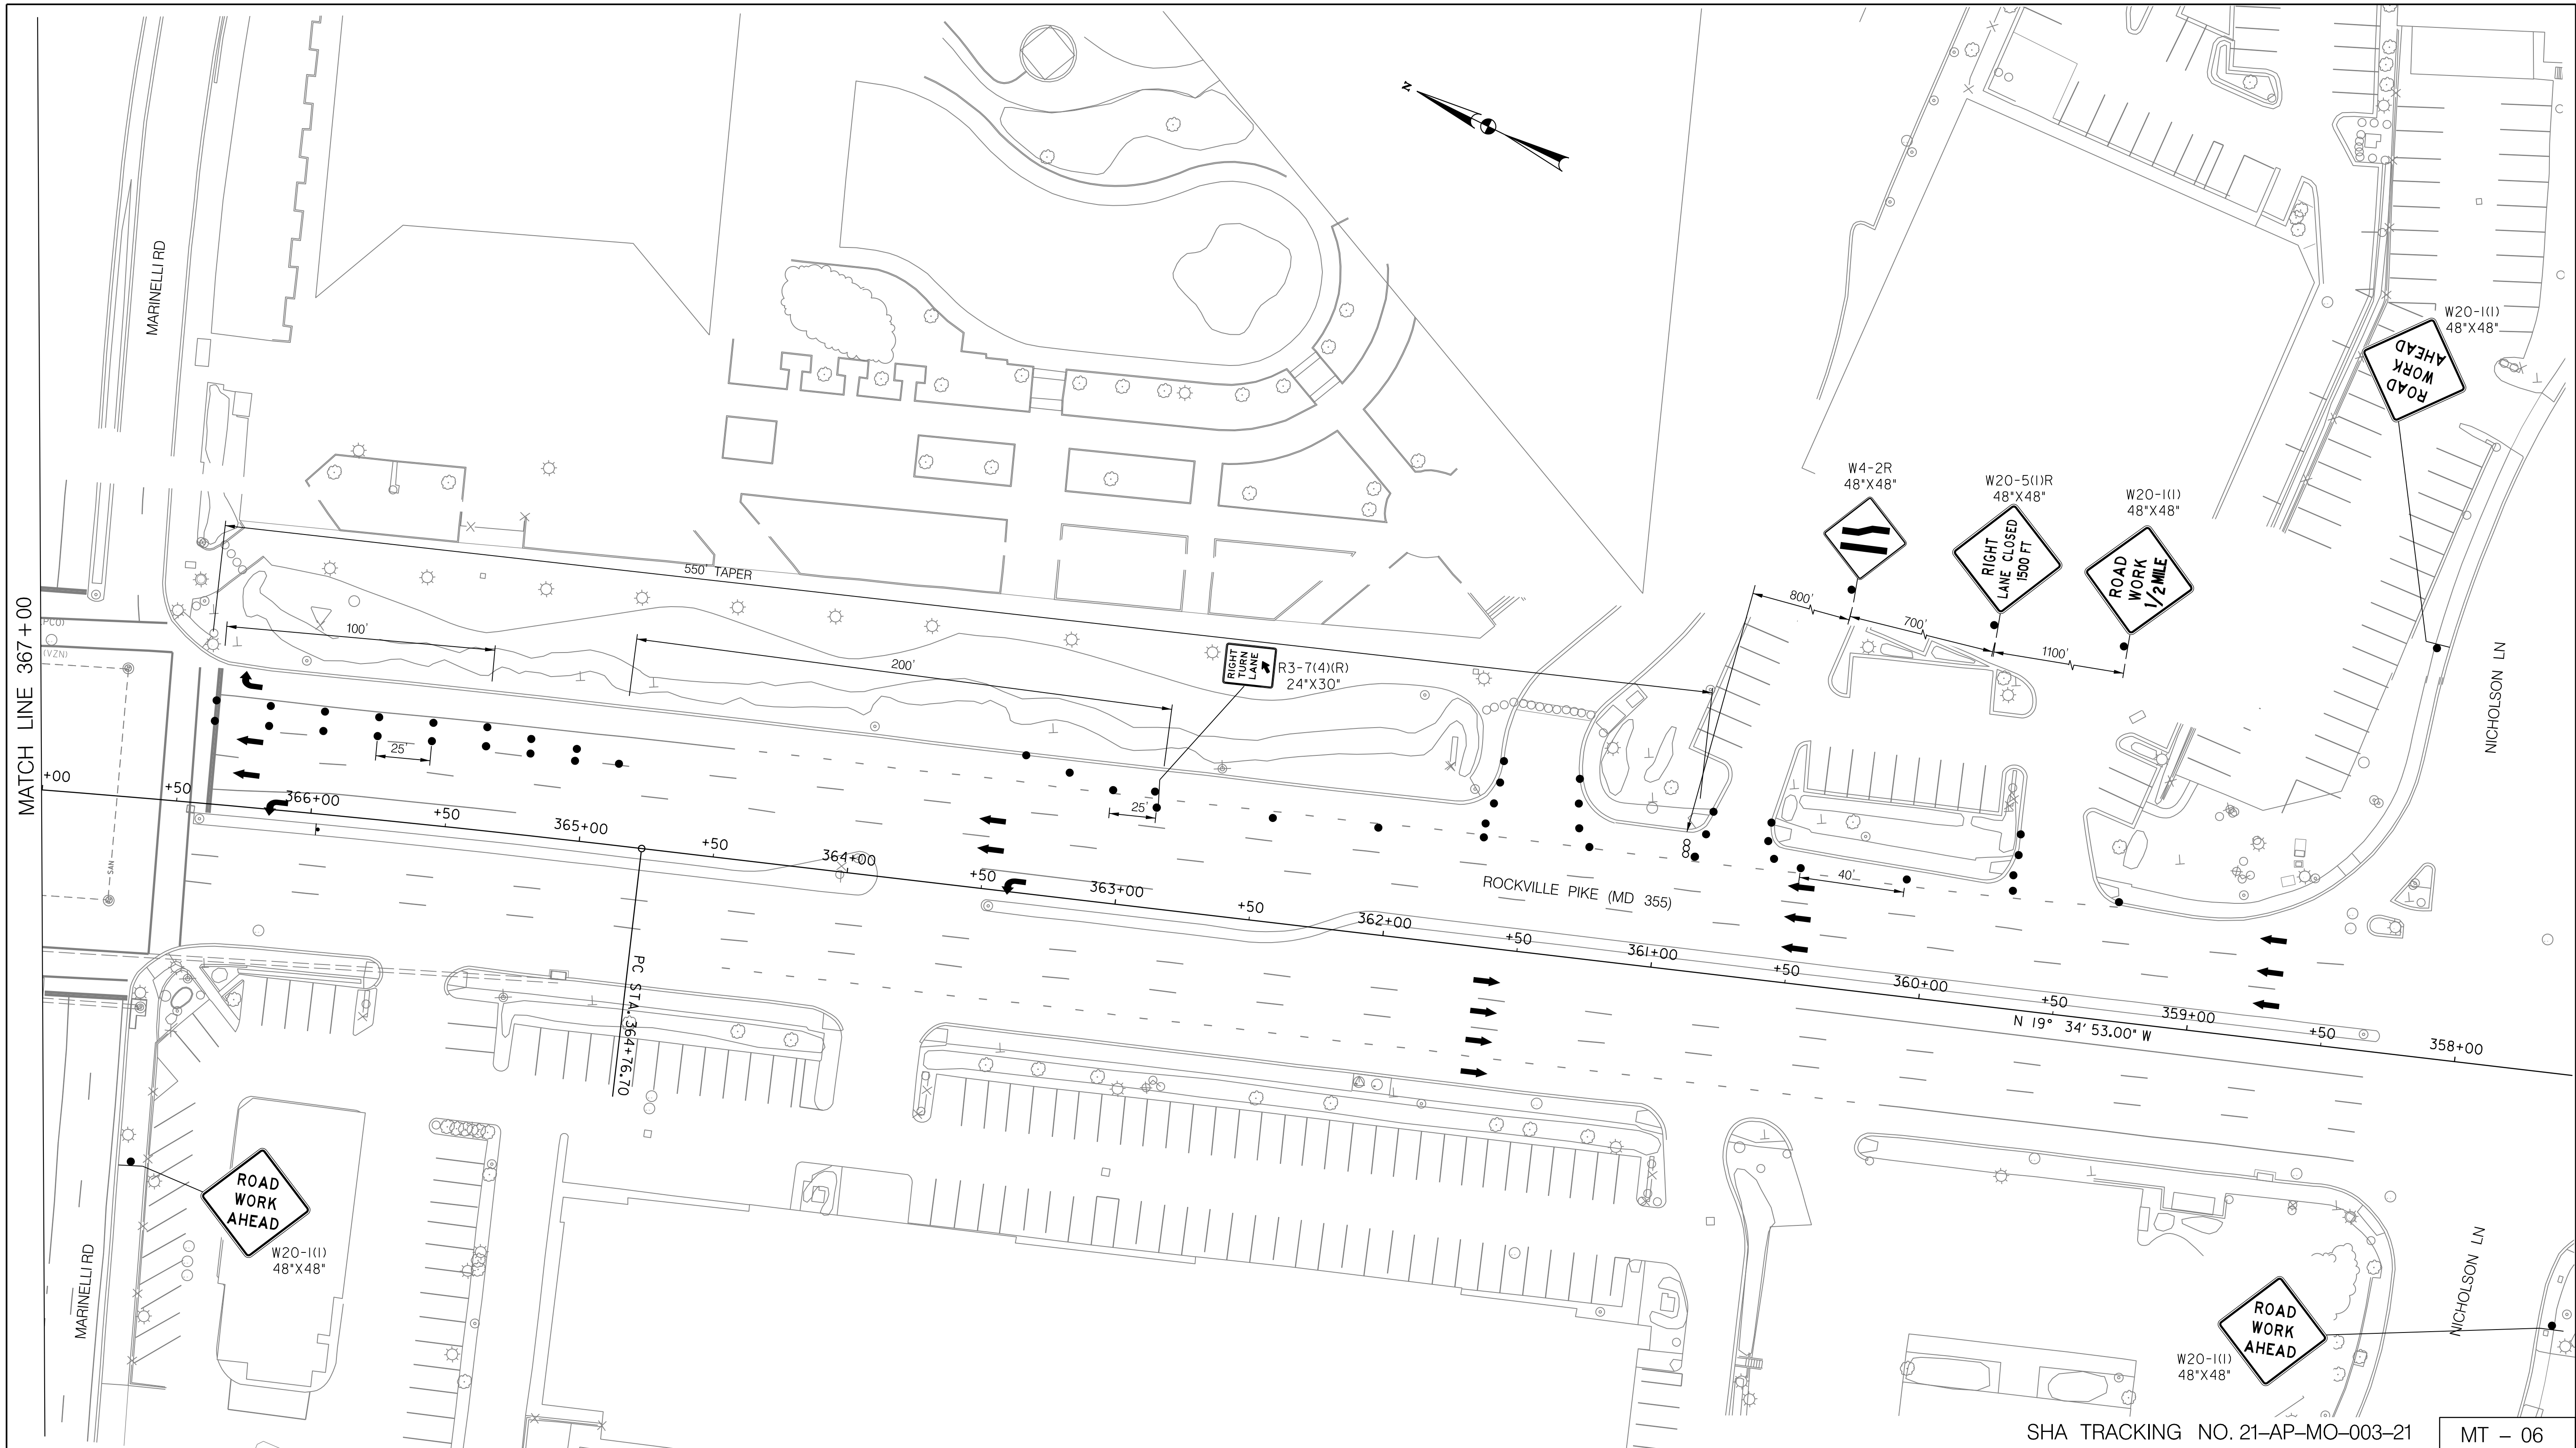 MATCH LINE 367+00
MARINELLI RD
N
W20-1(1)
48"X48"
ROAD
WORK
AHEAD
W4-2R
48"X48"
W20-5(1)R
48"X48"
RIGHT
LANE CLOSED
1500 FT
W20-1(1)
48"X48"
ROAD
WORK
1/2 MILE
550' TAPER
100'
200'
RIGHT
TURN
LANE
R3-7(4)(R)
24"X30"
800'
700'
1100'
NICHOLSON LN
PCO)
(VZN)
SAN
25'
25'
40'
+00
+50
366+00
+50
365+00
+50
364+00
+50
363+00
+50
362+00
+50
361+00
+50
360+00
+50
359+00
+50
358+00
ROCKVILLE PIKE (MD 355)
N 19° 34' 53.00" W
PC STA. 364+76.70
ROAD
WORK
AHEAD
W20-1(1)
48"X48"
MARINELLI RD
NICHOLSON LN
ROAD
WORK
AHEAD
W20-1(1)
48"X48"
SHA TRACKING NO. 21-AP-MO-003-21
MT - 06